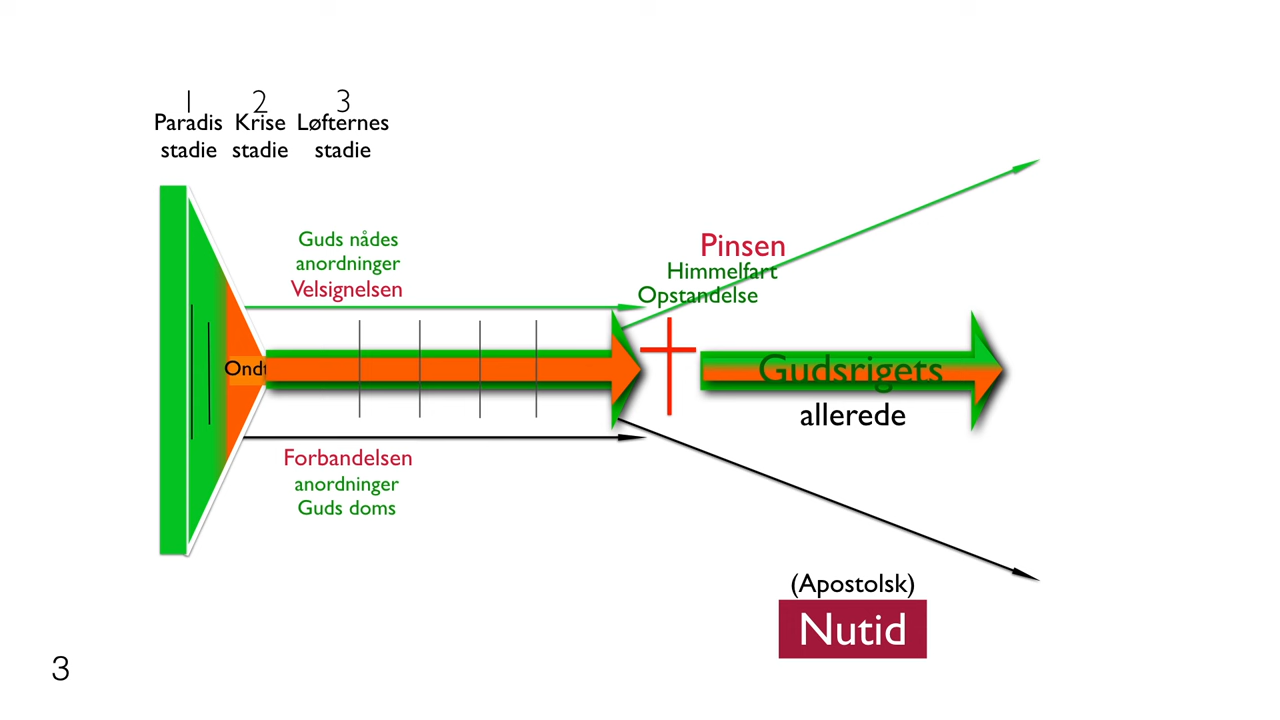 1
Paradis
stadie
2
Krise
stadie
3
Løfternes
stadie
Guds nådes
anordninger
Velsignelsen
Ondt
Forbandelsen
anordninger
Guds doms
Pinsen
Himmelfart
Opstandelse
Gudsrigets
allerede
(Apostolsk)
Nutid
3